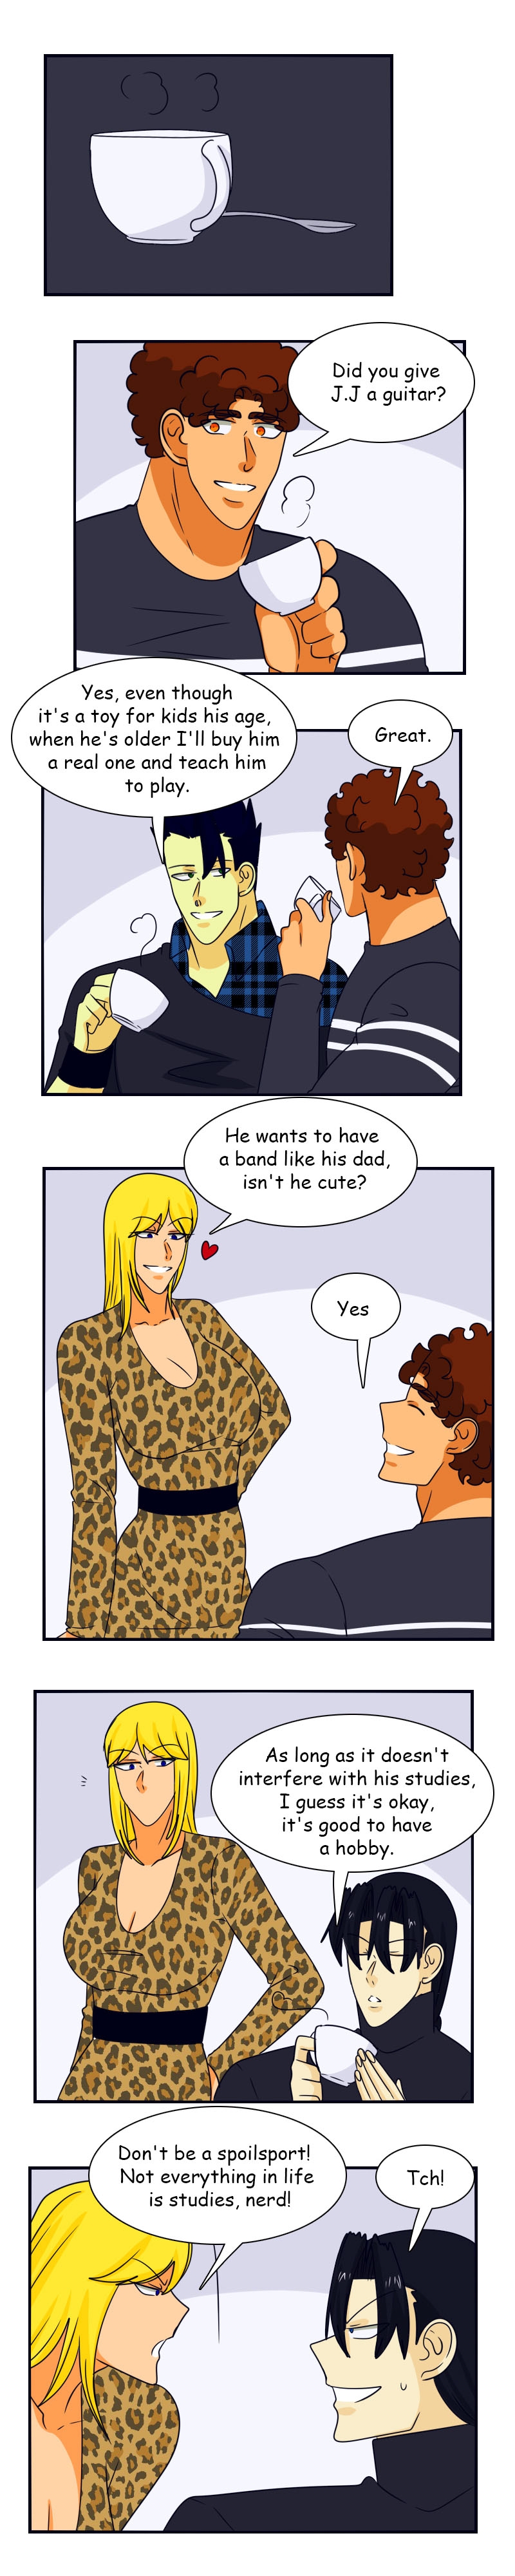 Did you give
J.J a guitar?
Yes, even though
it's a toy for kids his age,
when he's older I'll buy him
a real one and teach him
to play.
Great.
He wants to have
a band like his dad,
isn't he cute?
Yes
As long as it doesn't
interfere with his studies,
I guess it's okay,
it's good to have
a hobby.
Don't be a spoilsport!
Not everything in life
is studies, nerd!
Tch!